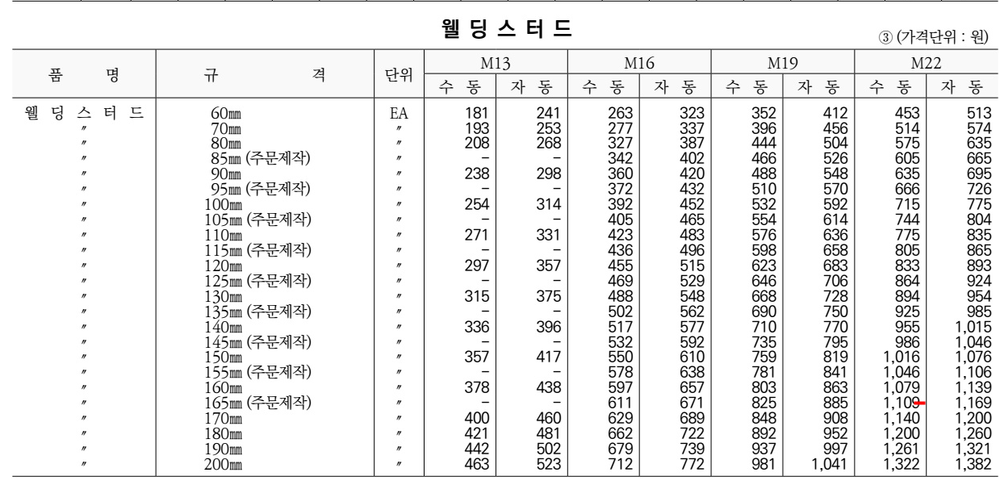 웰 딩 스 터 드
③ (가격단위 : 원)
품 명 규 격 단위 M13 M16 M19 M22
수 동 자 동 수 동 자 동 수 동 자 동 수 동 자 동
웰 딩 스 터 드 60㎜ EA 181 241 263 323 352 412 453 513
〃 70㎜ 〃 193 253 277 337 396 456 514 574
〃 80㎜ 〃 208 268 327 387 444 504 575 635
〃 85㎜ (주문제작) 〃 – – 342 402 466 526 605 665
〃 90㎜ 〃 238 298 360 420 488 548 635 695
〃 95㎜ (주문제작) 〃 – – 372 432 510 570 666 726
〃 100㎜ 〃 254 314 392 452 532 592 715 775
〃 105㎜ (주문제작) 〃 – – 405 465 554 614 744 804
〃 110㎜ 〃 271 331 423 483 576 636 775 835
〃 115㎜ (주문제작) 〃 – – 436 496 598 658 805 865
〃 120㎜ 〃 297 357 455 515 623 683 833 893
〃 125㎜ (주문제작) 〃 – – 469 529 646 706 864 924
〃 130㎜ 〃 315 375 488 548 668 728 894 954
〃 135㎜ (주문제작) 〃 – – 502 562 690 750 925 985
〃 140㎜ 〃 336 396 517 577 710 770 955 1,015
〃 145㎜ (주문제작) 〃 – – 532 592 735 795 986 1,046
〃 150㎜ 〃 357 417 550 610 759 819 1,016 1,076
〃 155㎜ (주문제작) 〃 – – 578 638 781 841 1,046 1,106
〃 160㎜ 〃 378 438 597 657 803 863 1,079 1,139
〃 165㎜ (주문제작) 〃 – – 611 671 825 885 1,109 1,169
〃 170㎜ 〃 400 460 629 689 848 908 1,140 1,200
〃 180㎜ 〃 421 481 662 722 892 952 1,200 1,260
〃 190㎜ 〃 442 502 679 739 937 997 1,261 1,321
〃 200㎜ 〃 463 523 712 772 981 1,041 1,322 1,382